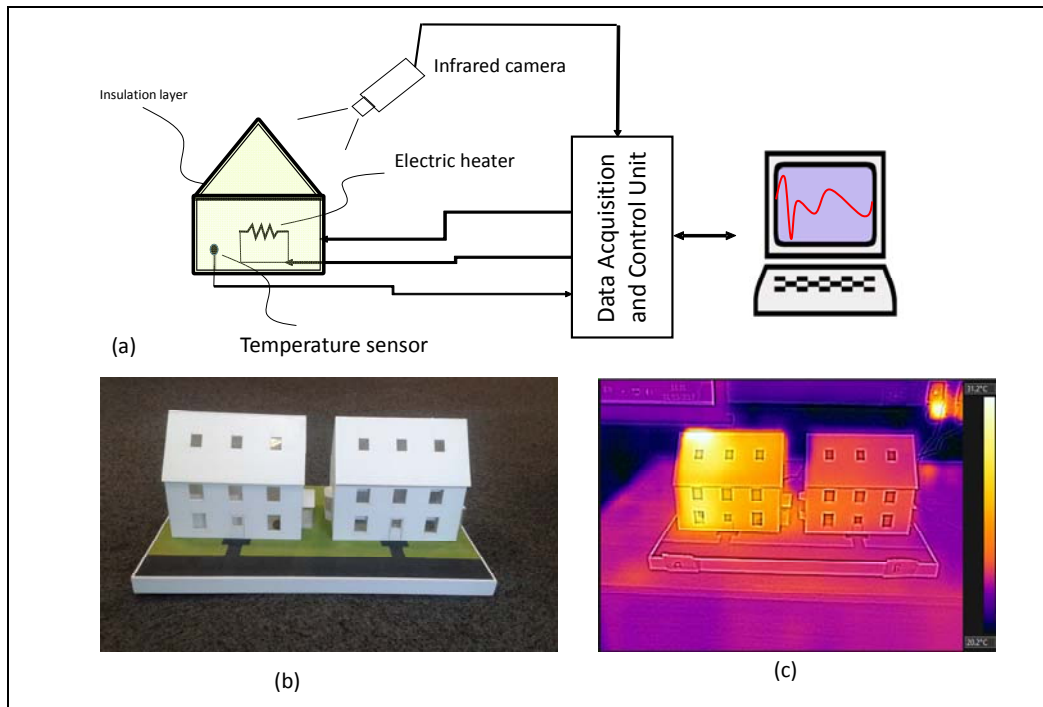 Infrared camera
Insulation layer
Electric heater
Data Acquisition
and Control Unit
(a)
Temperature sensor
31.2°C
20.2°C
(b)
(c)